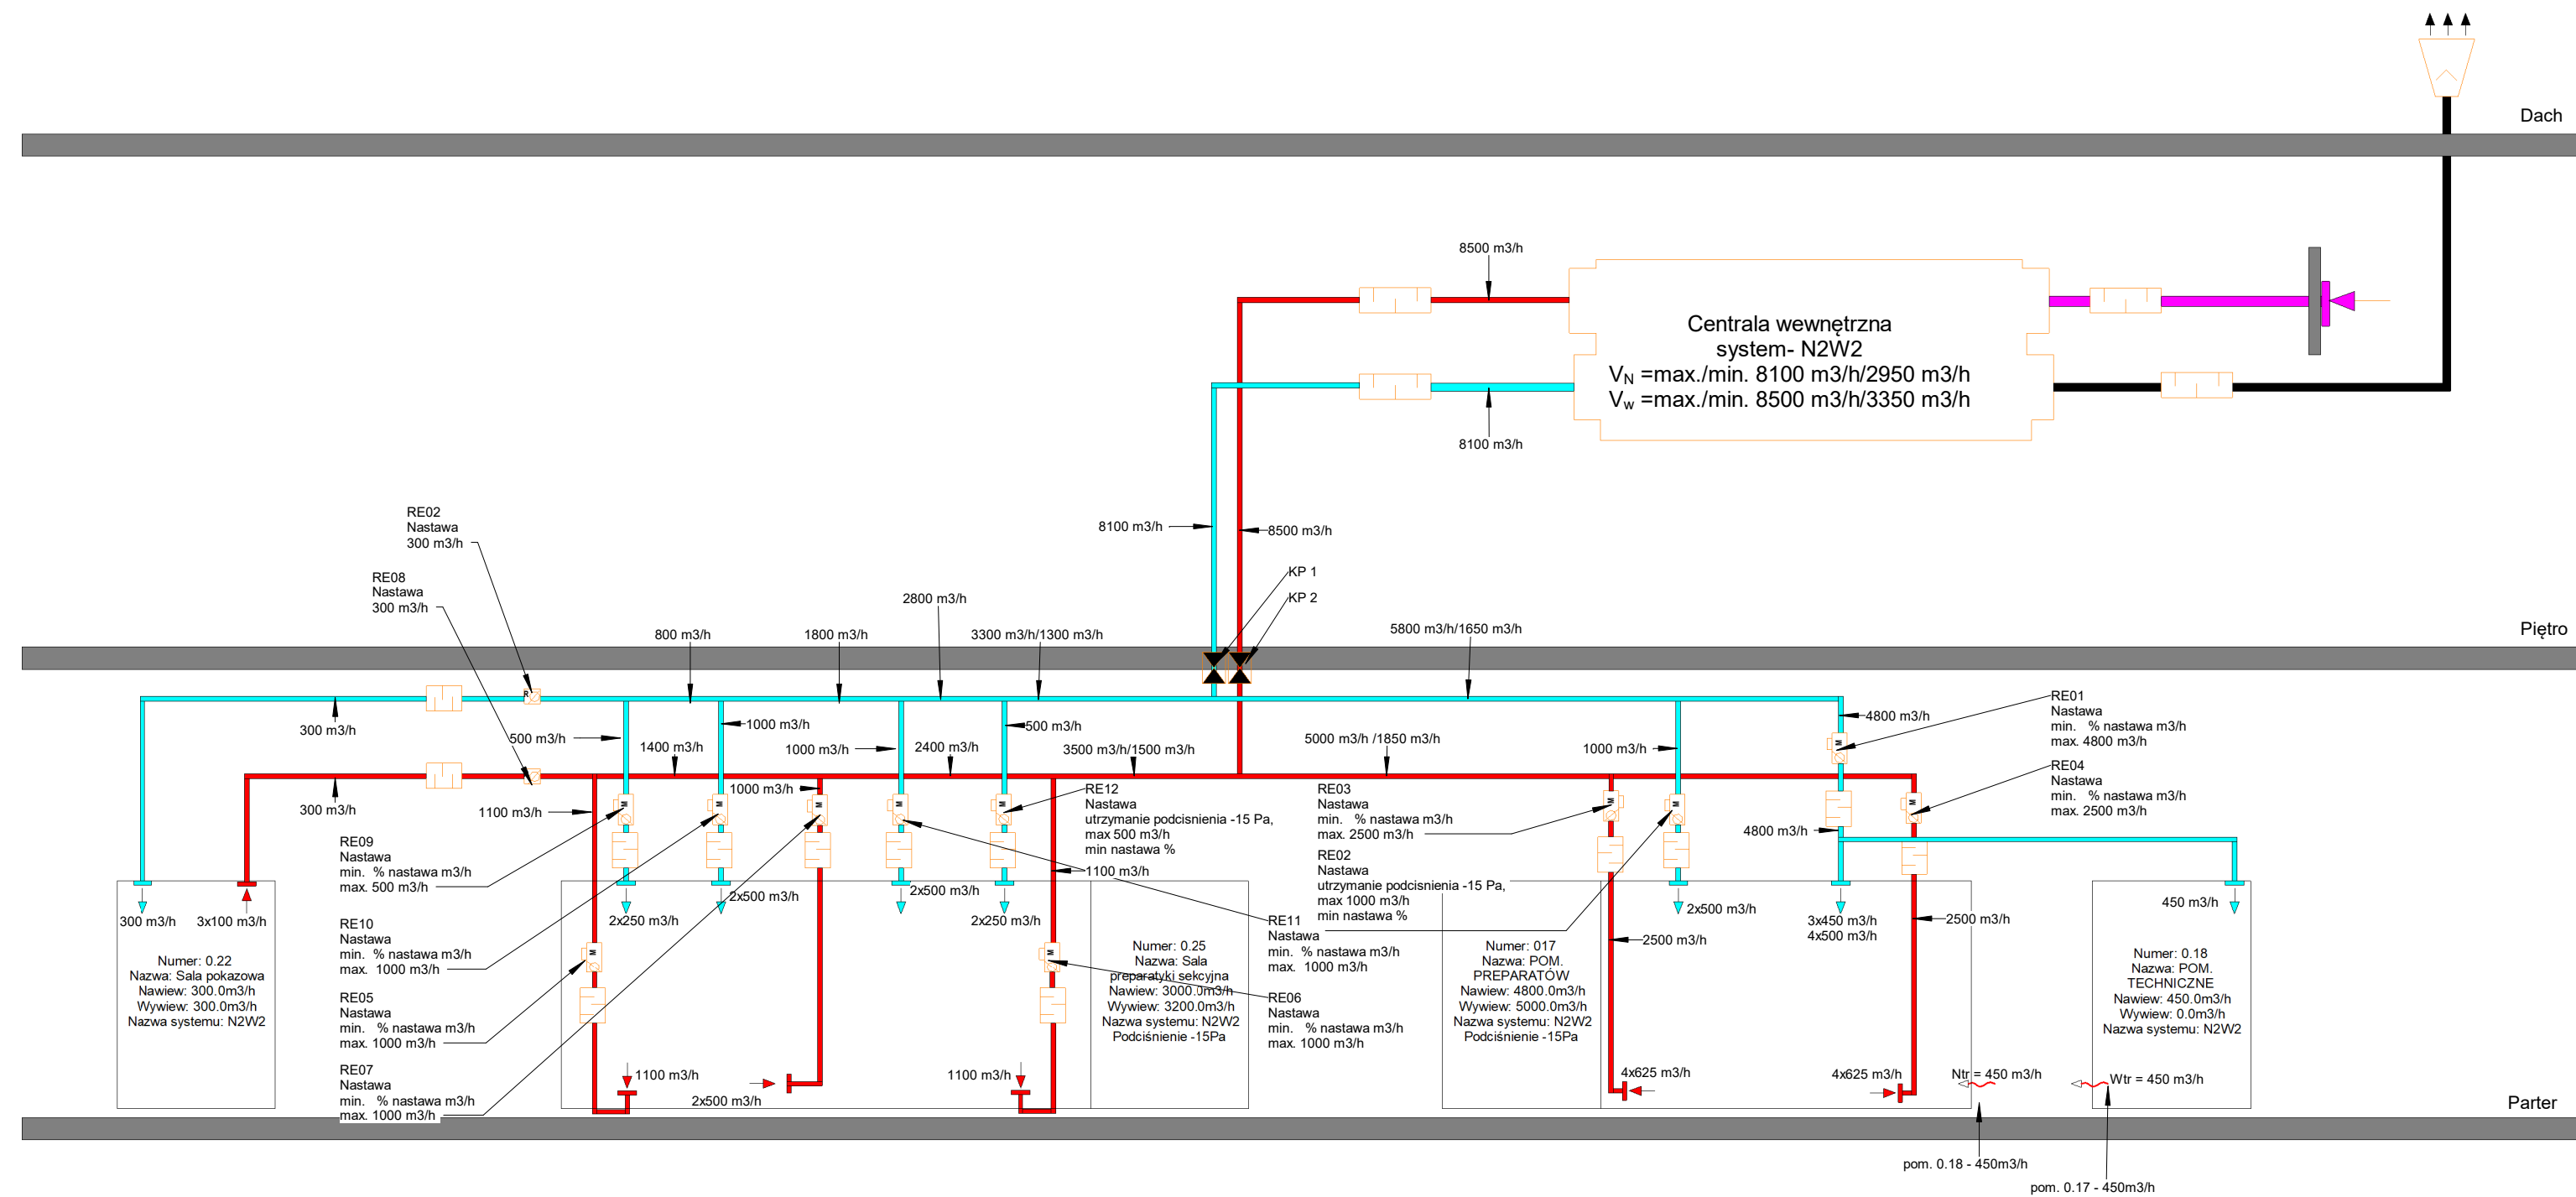 Dach
8500 m3/h
Centrala wewnętrzna
system- N2W2
VN =max./min. 8100 m3/h/2950 m3/h
Vw =max./min. 8500 m3/h/3350 m3/h
8100 m3/h
RE02
Nastawa
300 m3/h
8100 m3/h
8500 m3/h
RE08
Nastawa
300 m3/h
KP 1
KP 2
2800 m3/h
800 m3/h
1800 m3/h
3300 m3/h/1300 m3/h
5800 m3/h/1650 m3/h
Piętro
R
300 m3/h
500 m3/h
1000 m3/h
1000 m3/h
500 m3/h
1400 m3/h
2400 m3/h
3500 m3/h/1500 m3/h
5000 m3/h /1850 m3/h
1000 m3/h
4800 m3/h
RE01
Nastawa
min. % nastawa m3/h
max. 4800 m3/h
M
RE04
Nastawa
min. % nastawa m3/h
max. 2500 m3/h
300 m3/h
1100 m3/h
1000 m3/h
M
M
M
M
M
M
M
M
RE12
Nastawa
utrzymanie podcisnienia -15 Pa,
max 500 m3/h
min nastawa %
1100 m3/h
RE03
Nastawa
min. % nastawa m3/h
max. 2500 m3/h
RE02
Nastawa
utrzymanie podcisnienia -15 Pa,
max 1000 m3/h
min nastawa %
4800 m3/h
RE09
Nastawa
min. % nastawa m3/h
max. 500 m3/h
RE10
Nastawa
min. % nastawa m3/h
max. 1000 m3/h
RE05
Nastawa
min. % nastawa m3/h
max. 1000 m3/h
RE07
Nastawa
min. % nastawa m3/h
max. 1000 m3/h
300 m3/h
3x100 m3/h
Numer: 0.22
Nazwa: Sala pokazowa
Nawiew: 300.0m3/h
Wywiew: 300.0m3/h
Nazwa systemu: N2W2
2x250 m3/h
2x500 m3/h
2x500 m3/h
2x250 m3/h
M
M
1100 m3/h
2x500 m3/h
1100 m3/h
Numer: 0.25
Nazwa: Sala
preparatyki sekcyjna
Nawiew: 3000.0m3/h
Wywiew: 3200.0m3/h
Nazwa systemu: N2W2
Podciśnienie -15Pa
RE11
Nastawa
min. % nastawa m3/h
max. 1000 m3/h
RE06
Nastawa
min. % nastawa m3/h
max. 1000 m3/h
Numer: 017
Nazwa: POM.
PREPARATÓW
Nawiew: 4800.0m3/h
Wywiew: 5000.0m3/h
Nazwa systemu: N2W2
Podciśnienie -15Pa
2x500 m3/h
2500 m3/h
3x450 m3/h
4x500 m3/h
2500 m3/h
4x625 m3/h
4x625 m3/h
450 m3/h
Numer: 0.18
Nazwa: POM.
TECHNICZNE
Nawiew: 450.0m3/h
Wywiew: 0.0m3/h
Nazwa systemu: N2W2
Ntr = 450 m3/h
Wtr = 450 m3/h
Parter
pom. 0.18 - 450m3/h
pom. 0.17 - 450m3/h